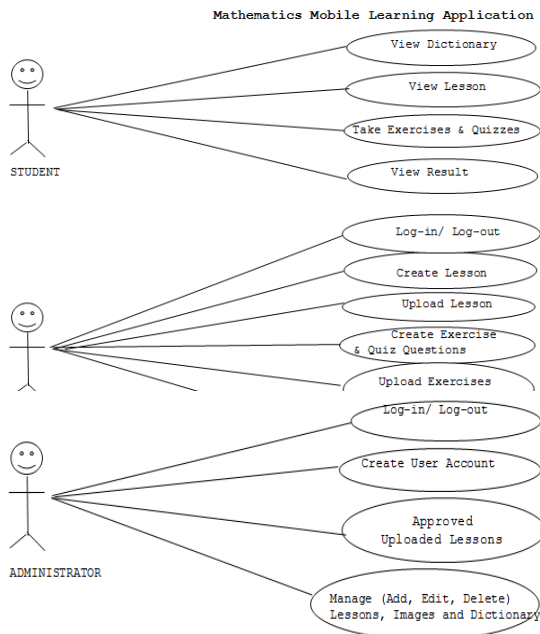 Mathematics Mobile Learning Application
View Dictionary
View Lesson
Take Exercises & Quizzes
View Result
STUDENT
Log-in/ Log-out
Create Lesson
Upload Lesson
Create Exercise
& Quiz Questions
Upload Exercises
Log-in/ Log-out
Create User Account
Approved
Uploaded Lessons
ADMINISTRATOR
Manage (Add, Edit, Delete)
Lessons, Images and Dictionary